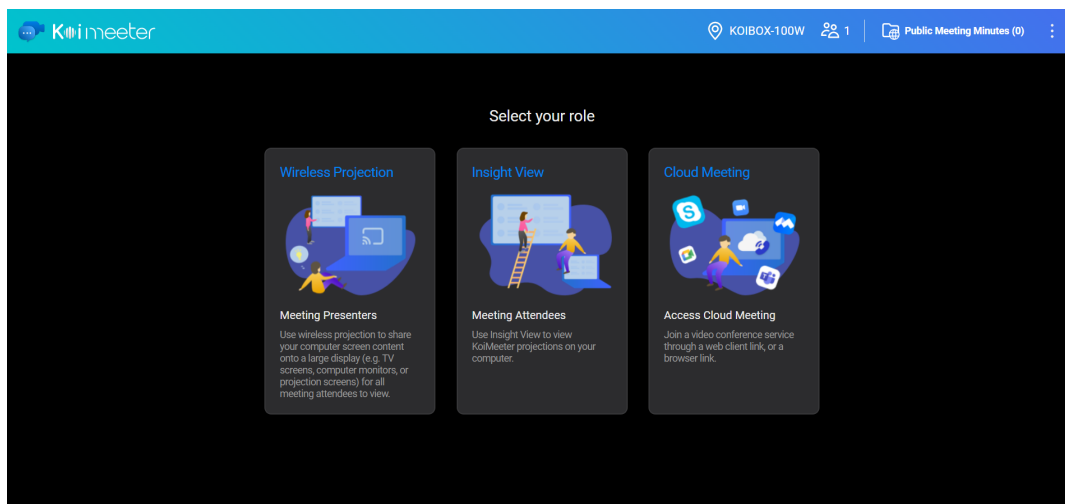 Koimeeter
KOIBOX-100W
1
Public Meeting Minutes (0)
Select your role
Wireless Projection
Meeting Presenters
Use wireless projection to share
your computer screen content
onto a large display (e.g. TV
screens, computer monitors, or
projection screens) for all
meeting attendees to view.
Insight View
Meeting Attendees
Use Insight View to view
KoiMeeter projections on your
computer.
Cloud Meeting
Access Cloud Meeting
Join a video conference service
through a web client link, or a
browser link.